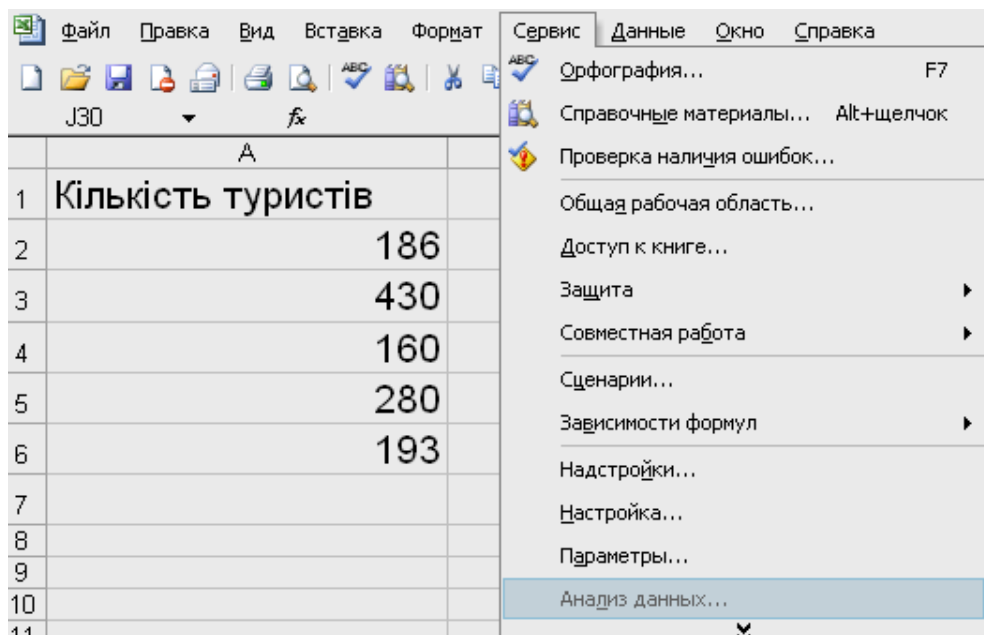 Файл Правка Вид Вставка Формат Сервис Данные Окно Справка
J30 fx
A
1 Кількість туристів
2 186
3 430
4 160
5 280
6 193
7
8
9
10
11
ABC Орфография... F7
Справочные материалы... Alt+щелчок
Проверка наличия ошибок...
Общая рабочая область...
Доступ к книге...
Защита
Совместная работа
Сценарии...
Зависимости формул
Надстройки...
Настройка...
Параметры...
Анализ данных...